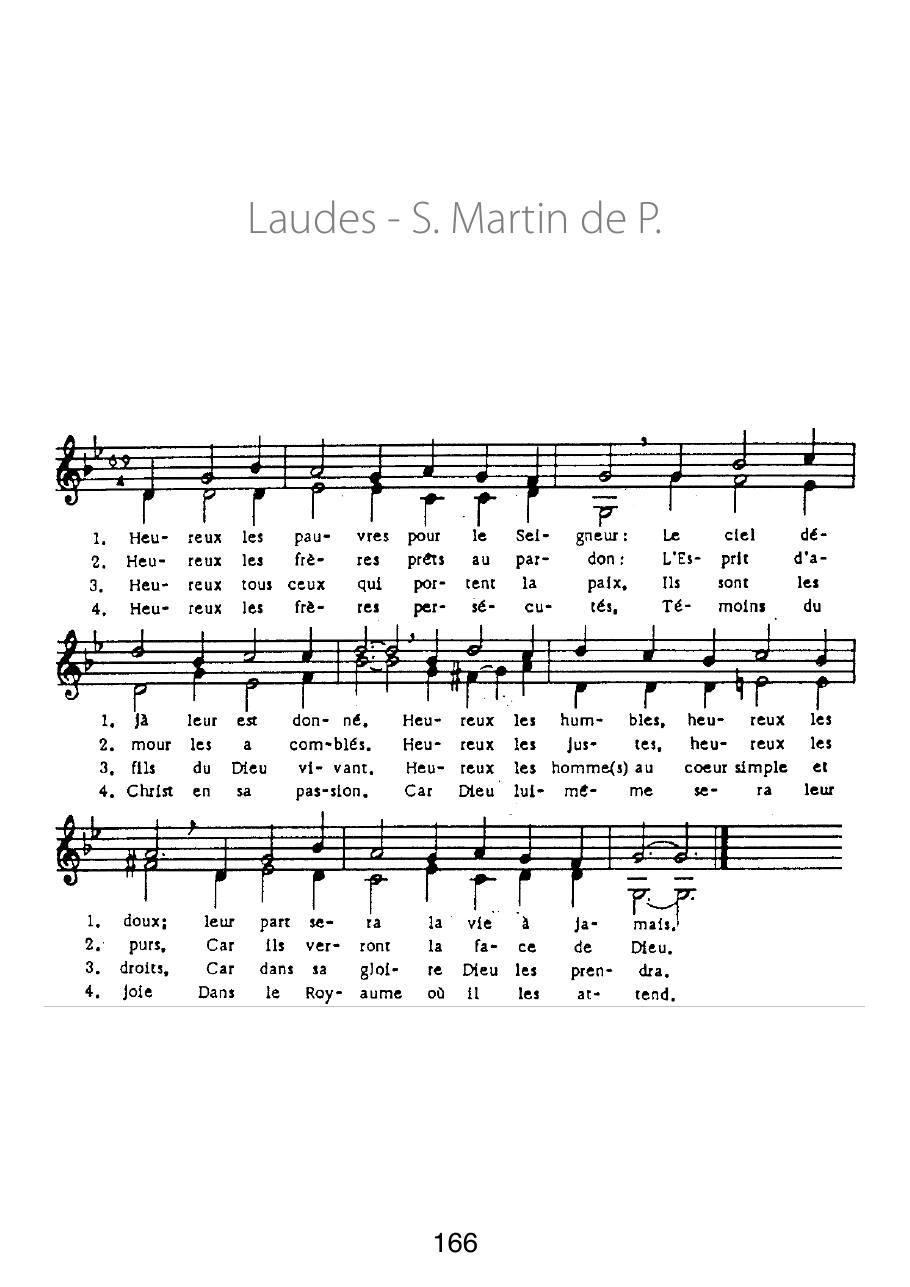 Laudes - S. Martin de P.
69
4
1. Heu- reux les pau- vres pour le Sei- gneur: Le ciel dé-
2. Heu- reux les frè- res prêts au par- don: L'Es- prit d'a-
3. Heu- reux tous ceux qui por- tent la paix, Ils sont les
4. Heu- reux les frè- res per- sé- cu- tés, Té- moins du
1. jà leur est don- né. Heu- reux les hum- bles, heu- reux les
2. mour les a com-blés. Heu- reux les jus- tes, heu- reux les
3. fils du Dieu vi- vant. Heu- reux les homme(s) au coeur simple et
4. Christ en sa pas-sion. Car Dieu lui- mé- me se- ra leur
1. doux; leur part se- ra la vie à ja- mais.
2. purs, Car ils ver- ront la fa- ce de Dieu.
3. droits, Car dans sa gloi- re Dieu les pren- dra.
4. joie Dans le Roy- aume où il les at- tend.
166